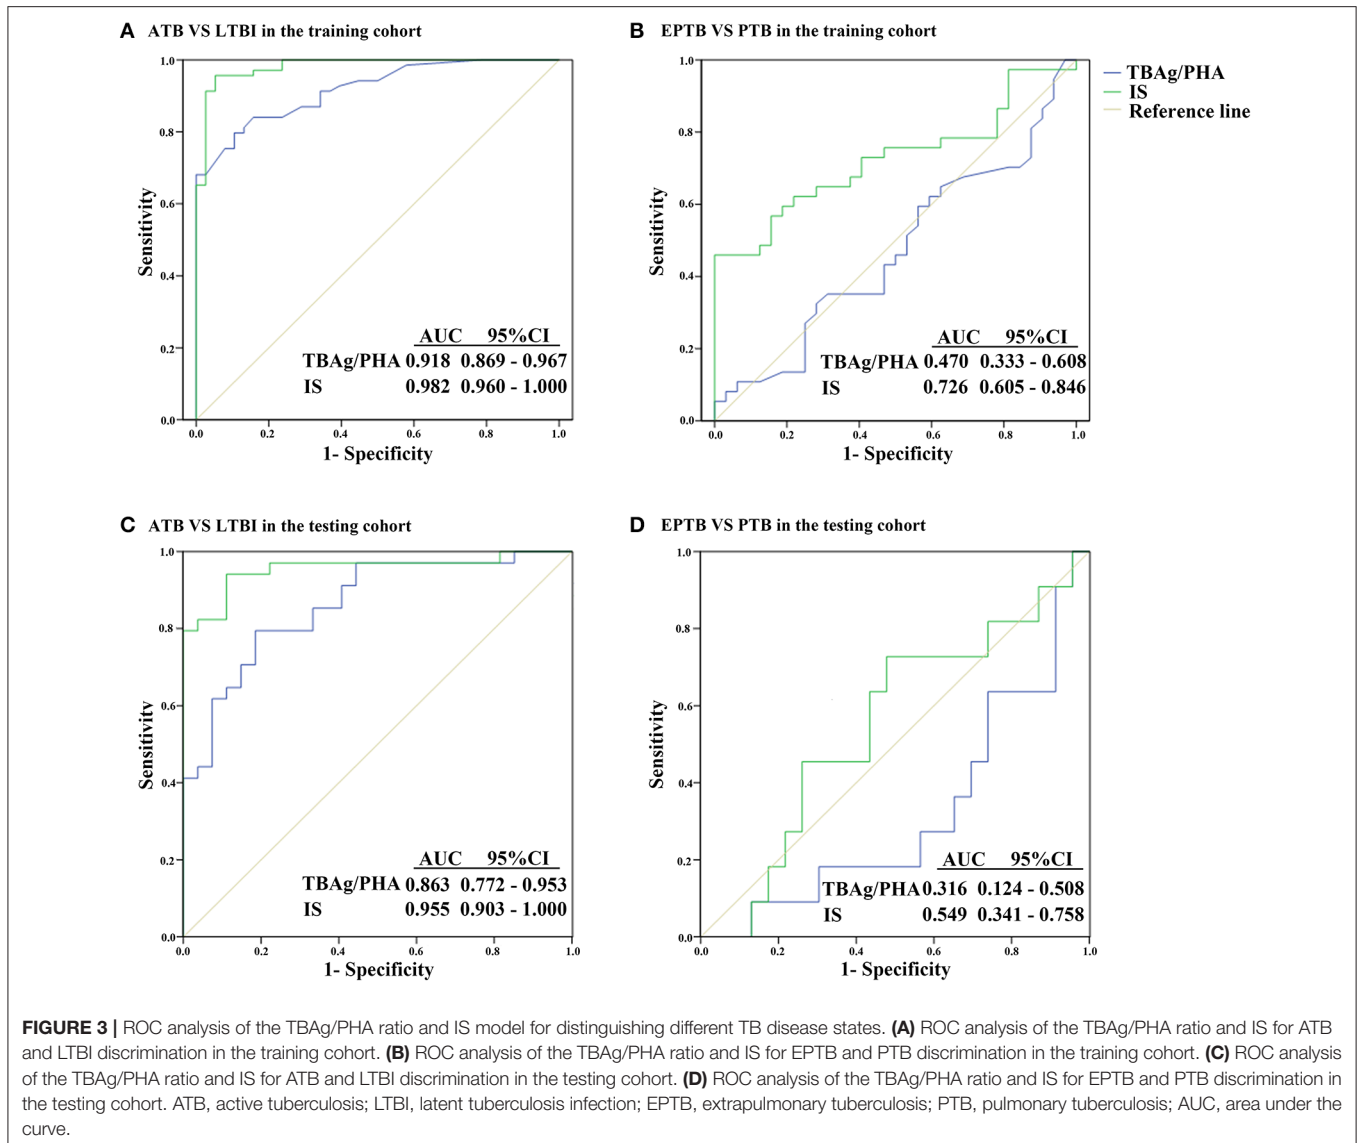 A ATB VS LTBI in the training cohort
1.0
0.8
0.6
0.4
0.2
0.0
Sensitivity
0.0 0.2 0.4 0.6 0.8 1.0
1- Specificity
AUC 95%CI
TBAg/PHA 0.918 0.869 - 0.967
IS 0.982 0.960 - 1.000
B EPTB VS PTB in the training cohort
1.0
0.8
0.6
0.4
0.2
0.0
Sensitivity
0.0 0.2 0.4 0.6 0.8 1.0
1- Specificity
AUC 95%CI
TBAg/PHA 0.470 0.333 - 0.608
IS 0.726 0.605 - 0.846
TBAg/PHA
IS
Reference line
C ATB VS LTBI in the testing cohort
1.0
0.8
0.6
0.4
0.2
0.0
Sensitivity
0.0 0.2 0.4 0.6 0.8 1.0
1- Specificity
AUC 95%CI
TBAg/PHA 0.863 0.772 - 0.953
IS 0.955 0.903 - 1.000
D EPTB VS PTB in the testing cohort
1.0
0.8
0.6
0.4
0.2
0.0
Sensitivity
0.0 0.2 0.4 0.6 0.8 1.0
1- Specificity
AUC 95%CI
TBAg/PHA 0.316 0.124 - 0.508
IS 0.549 0.341 - 0.758
FIGURE 3 | ROC analysis of the TBAg/PHA ratio and IS model for distinguishing different TB disease states. (A) ROC analysis of the TBAg/PHA ratio and IS for ATB
and LTBI discrimination in the training cohort. (B) ROC analysis of the TBAg/PHA ratio and IS for EPTB and PTB discrimination in the training cohort. (C) ROC analysis
of the TBAg/PHA ratio and IS for ATB and LTBI discrimination in the testing cohort. (D) ROC analysis of the TBAg/PHA ratio and IS for EPTB and PTB discrimination in
the testing cohort. ATB, active tuberculosis; LTBI, latent tuberculosis infection; EPTB, extrapulmonary tuberculosis; PTB, pulmonary tuberculosis; AUC, area under the
curve.